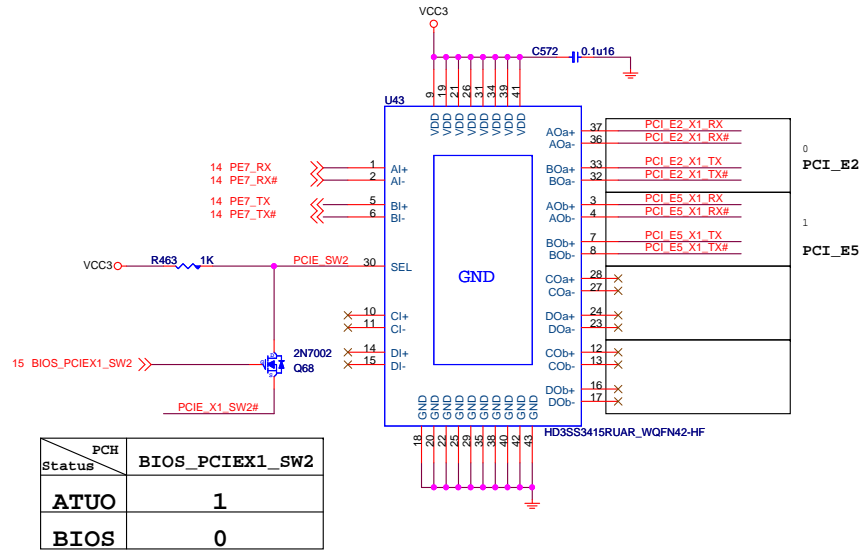 VCC3
C572
0.1u16
9
19
21
26
31
34
39
41
U43
VDD
VDD
VDD
VDD
VDD
VDD
VDD
VDD
14 PE7_RX
1
AI+
14 PE7_RX#
2
AI-
14 PE7_TX
5
BI+
14 PE7_TX#
6
BI-
VCC3
R463
1K
PCIE_SW2
30
SEL
10
CI+
11
CI-
14
DI+
15
DI-
15 BIOS_PCIEX1_SW2
2N7002
Q68
PCIE_X1_SW2#
GND
AOa+
37
PCI_E2_X1_RX
AOa-
36
PCI_E2_X1_RX#
BOa+
33
PCI_E2_X1_TX
BOa-
32
PCI_E2_X1_TX#
0
PCI_E2
AOb+
3
PCI_E5_X1_RX
AOb-
4
PCI_E5_X1_RX#
BOb+
7
PCI_E5_X1_TX
BOb-
8
PCI_E5_X1_TX#
1
PCI_E5
COa+
28
COa-
27
DOa+
24
DOa-
23
COb+
12
COb-
13
DOb+
16
DOb-
17
GND
GND
GND
GND
GND
GND
GND
GND
GND
GND
18
20
22
25
29
35
38
40
42
43
HD3SS3415RUAR_WQFN42-HF
PCH
Status
BIOS_PCIEX1_SW2
ATUO
1
BIOS
0